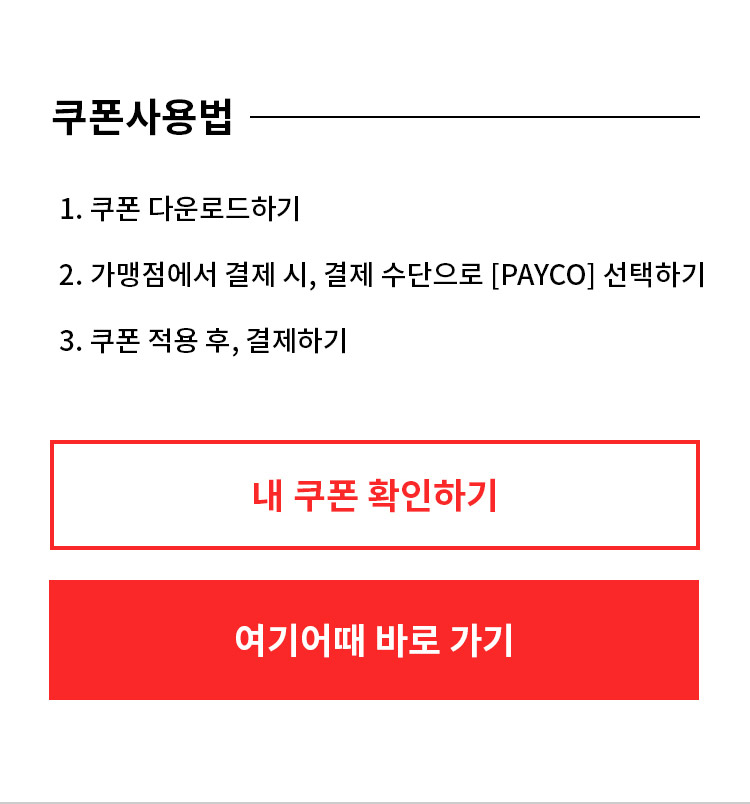 쿠폰사용법
1. 쿠폰 다운로드하기
2. 가맹점에서 결제 시, 결제 수단으로 [PAYCO] 선택하기
3. 쿠폰 적용 후, 결제하기
내 쿠폰 확인하기
여기어때 바로 가기